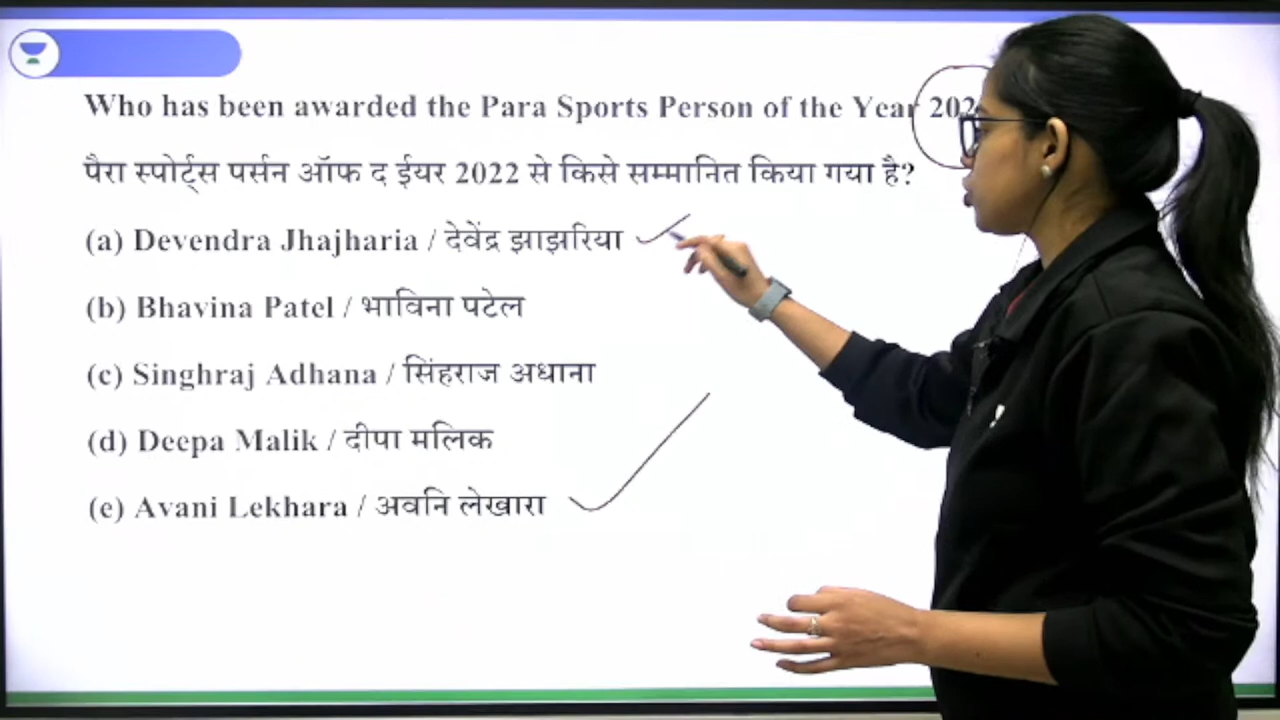 Who has been awarded the Para Sports Person of the Year 202
पैरा स्पोर्ट्स पर्सन ऑफ द ईयर 2022 से किसे सम्मानित किया गया है?
(a) Devendra Jhajharia / देवेंद्र झाझरिया
(b) Bhavina Patel / भाविना पटेल
(c) Singhraj Adhana / सिंहराज अधाना
(d) Deepa Malik / दीपा मलिक
(e) Avani Lekhara / अवनि लेखारा